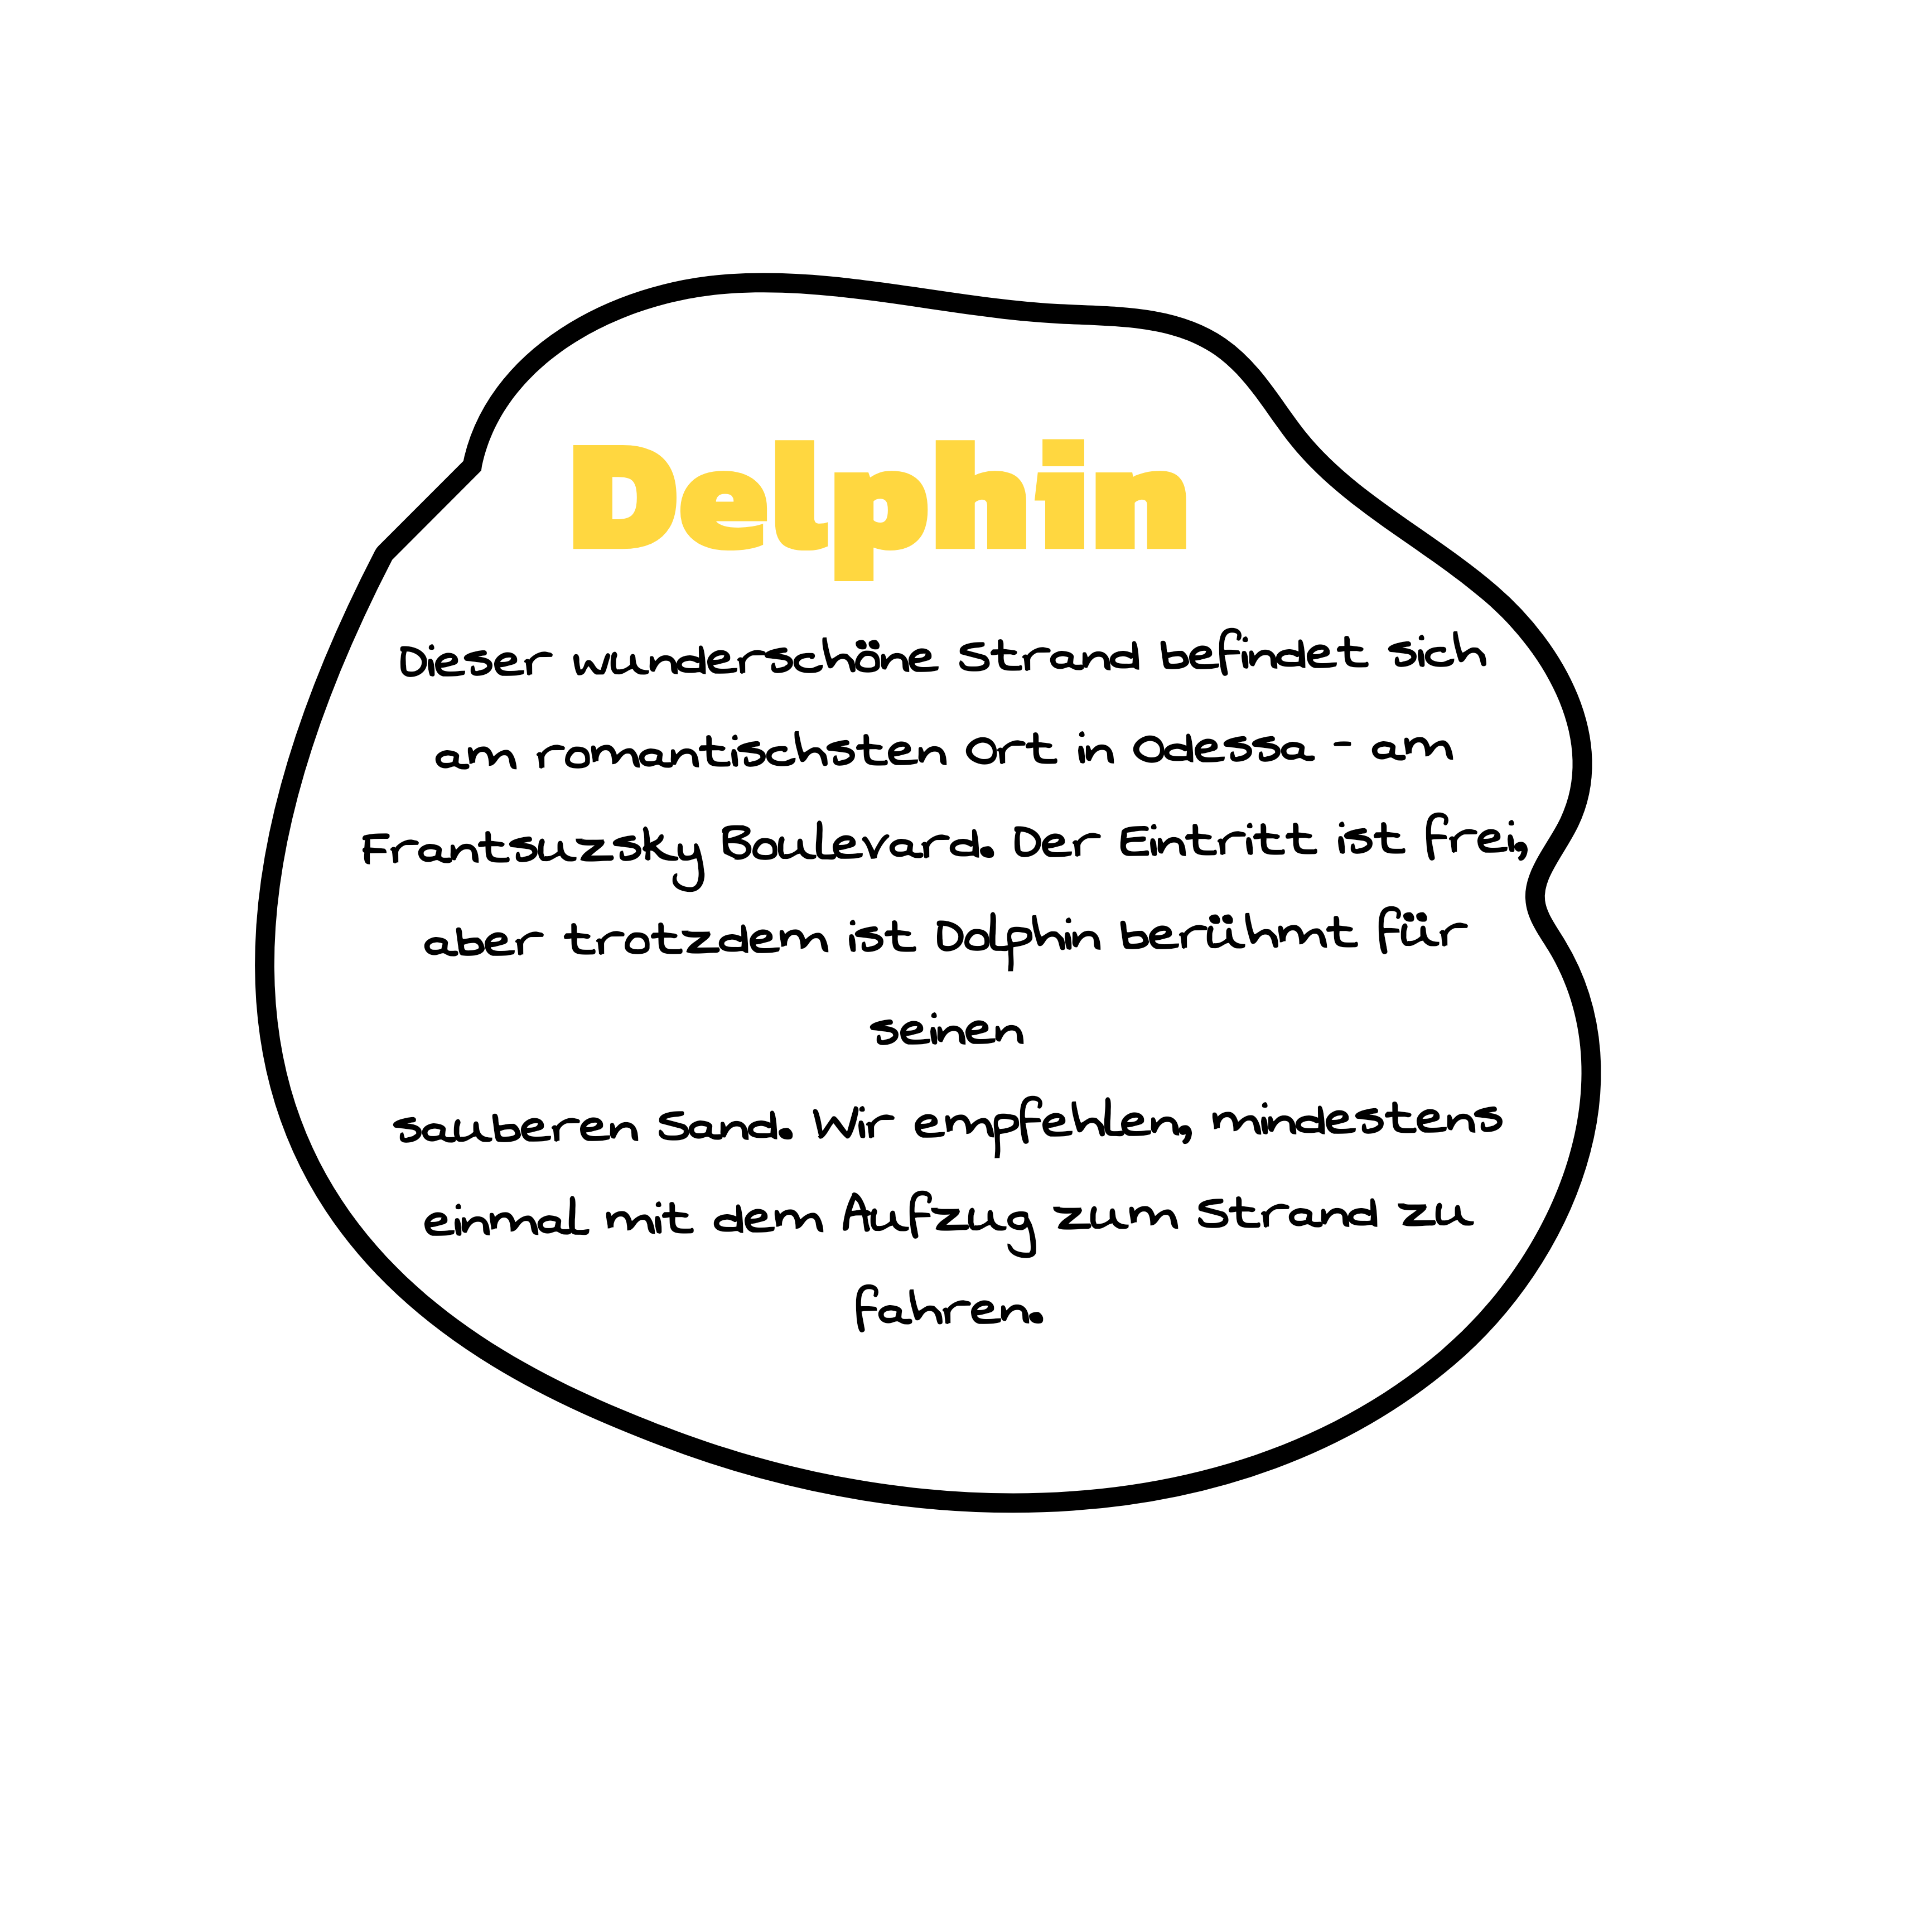 Delphin
Dieser wunderschöne Strand befindet sich
am romantischsten Ort in Odessa - am
Frantsuzsky Boulevard. Der Eintritt ist frei,
aber trotzdem ist Dolphin berühmt für
seinen
sauberen Sand. Wir empfehlen, mindestens
einmal mit dem Aufzug zum Strand zu
fahren.